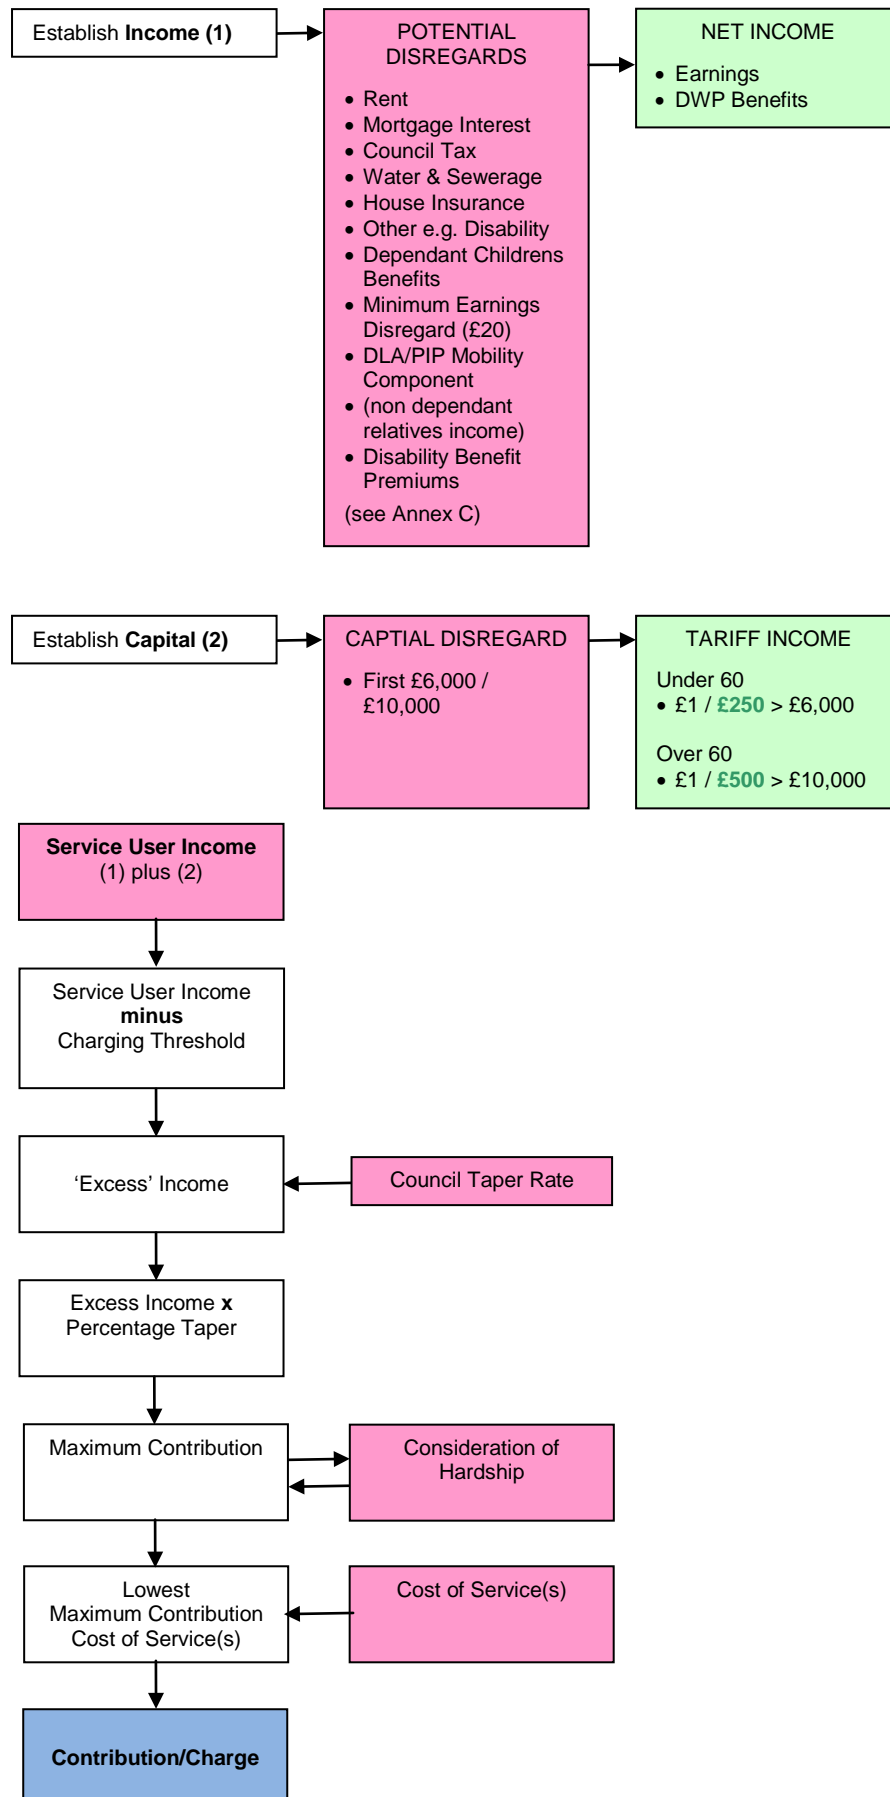 Establish Income (1)
POTENTIAL
DISREGARDS
• Rent
• Mortgage Interest
• Council Tax
• Water & Sewerage
• House Insurance
• Other e.g. Disability
• Dependant Childrens
Benefits
• Minimum Earnings
Disregard (£20)
• DLA/PIP Mobility
Component
• (non dependant
relatives income)
• Disability Benefit
Premiums
(see Annex C)
NET INCOME
• Earnings
• DWP Benefits
Establish Capital (2)
CAPTIAL DISREGARD
• First £6,000 /
£10,000
TARIFF INCOME
Under 60
• £1 / £250 > £6,000
Over 60
• £1 / £500 > £10,000
Service User Income
(1) plus (2)
Service User Income
minus
Charging Threshold
‘Excess’ Income
Council Taper Rate
Excess Income x
Percentage Taper
Maximum Contribution
Consideration of
Hardship
Lowest
Maximum Contribution
Cost of Service(s)
Cost of Service(s)
Contribution/Charge